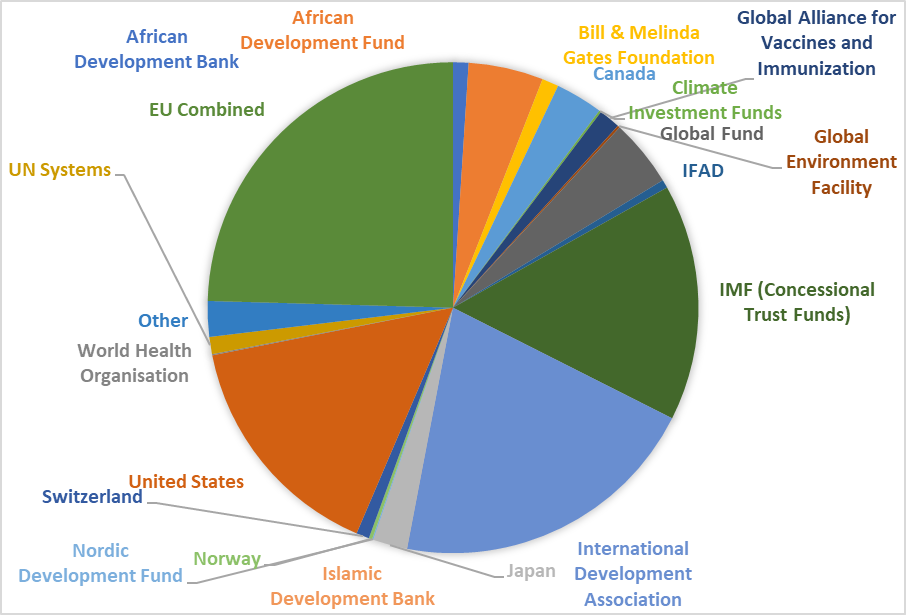 African
Development Bank
African
Development Fund
Bill & Melinda
Gates Foundation
Canada
Climate
Investment Funds
Global Alliance for
Vaccines and
Immunization
Global Fund
Global
Environment
Facility
IFAD
IMF (Concessional
Trust Funds)
International
Development
Association
Japan
Islamic
Development Bank
Norway
Nordic
Development Fund
Switzerland
United States
World Health
Organisation
Other
UN Systems
EU Combined